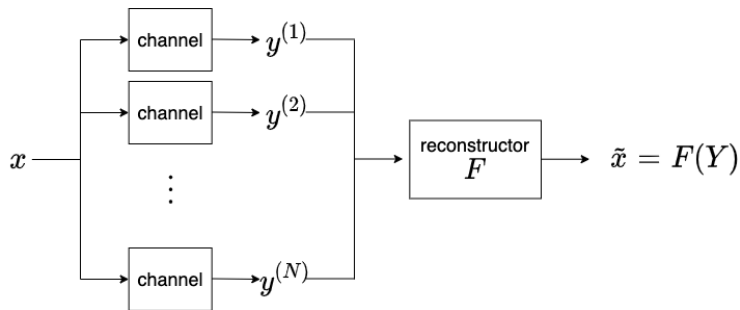 channel y^{(1)}
channel y^{(2)}
x
⋮
reconstructor
F
x̃ = F(Y)
channel y^{(N)}